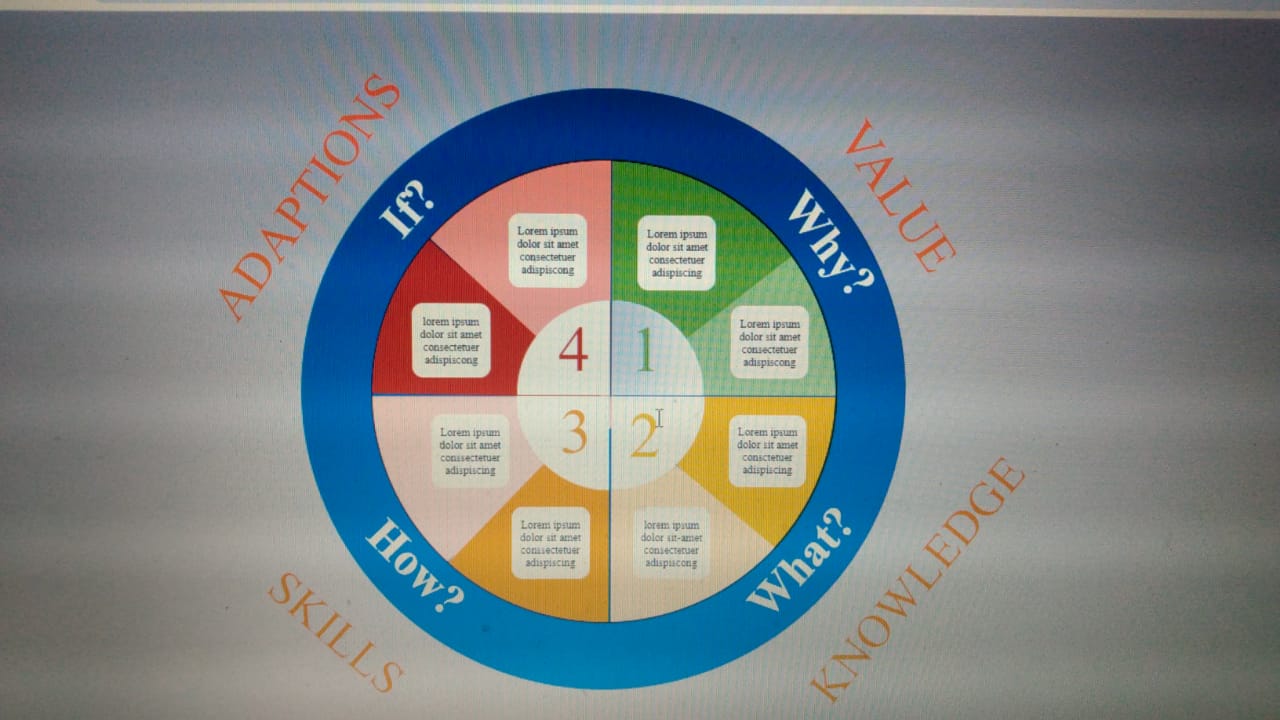 ADAPTIONS
VALUE
If?
Why?
Lorem ipsum
dolor sit amet
consectetuer
adispiscong
Lorem ipsum
dolor sit amet
consectetuer
adispiscing
lorem ipsum
dolor sit amet
consectetuer
adispiscong
Lorem ipsum
dolor sit amet
consectetuer
adispiscong
4
1
3
2
Lorem ipsum
dolor sit amet
conssectetuer
adispiscing
Lorem ipsum
dolor sit amet
consctetuer
adispiscing
Lorem ipsum
dolor sit amet
conssectetuer
adispiscing
lorem ipsum
dolor sit-amet
consectetuer
adispiscong
How?
What?
SKILLS
KNOWLEDGE